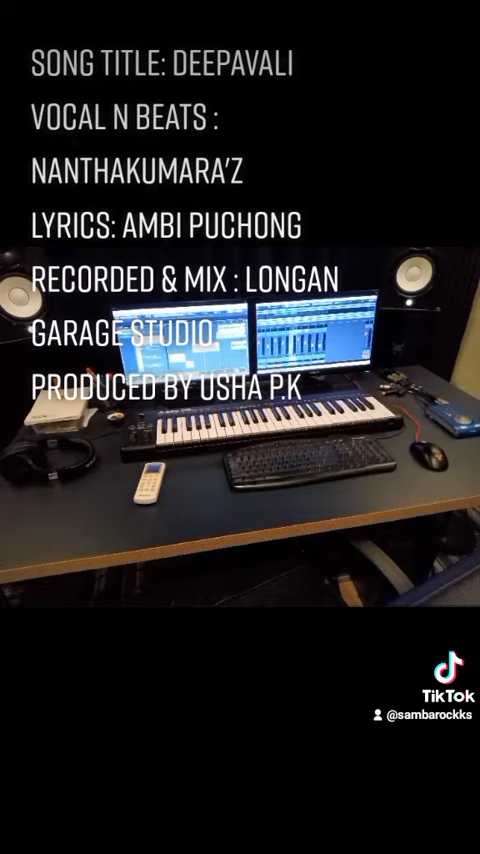 SONG TITLE: DEEPAVALI
VOCAL N BEATS :
NANTHAKUMARA'Z
LYRICS: AMBI PUCHONG
RECORDED & MIX : LONGAN
GARAGE STUDIO
PRODUCED BY USHA P.K
TikTok
@sambarockks